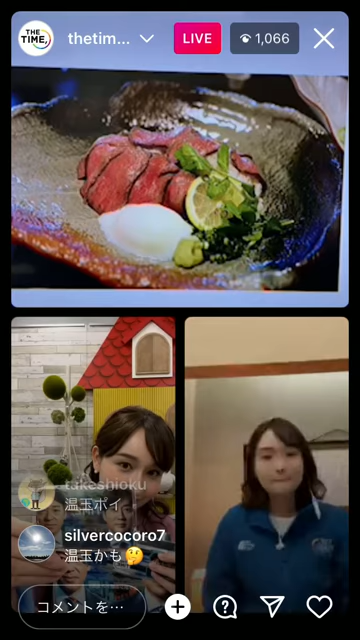 THE
TIME,
thetim...
LIVE
1,066
takeshioku
温玉ポイ
silvercocoro7
温玉かも🤔
コメントを…